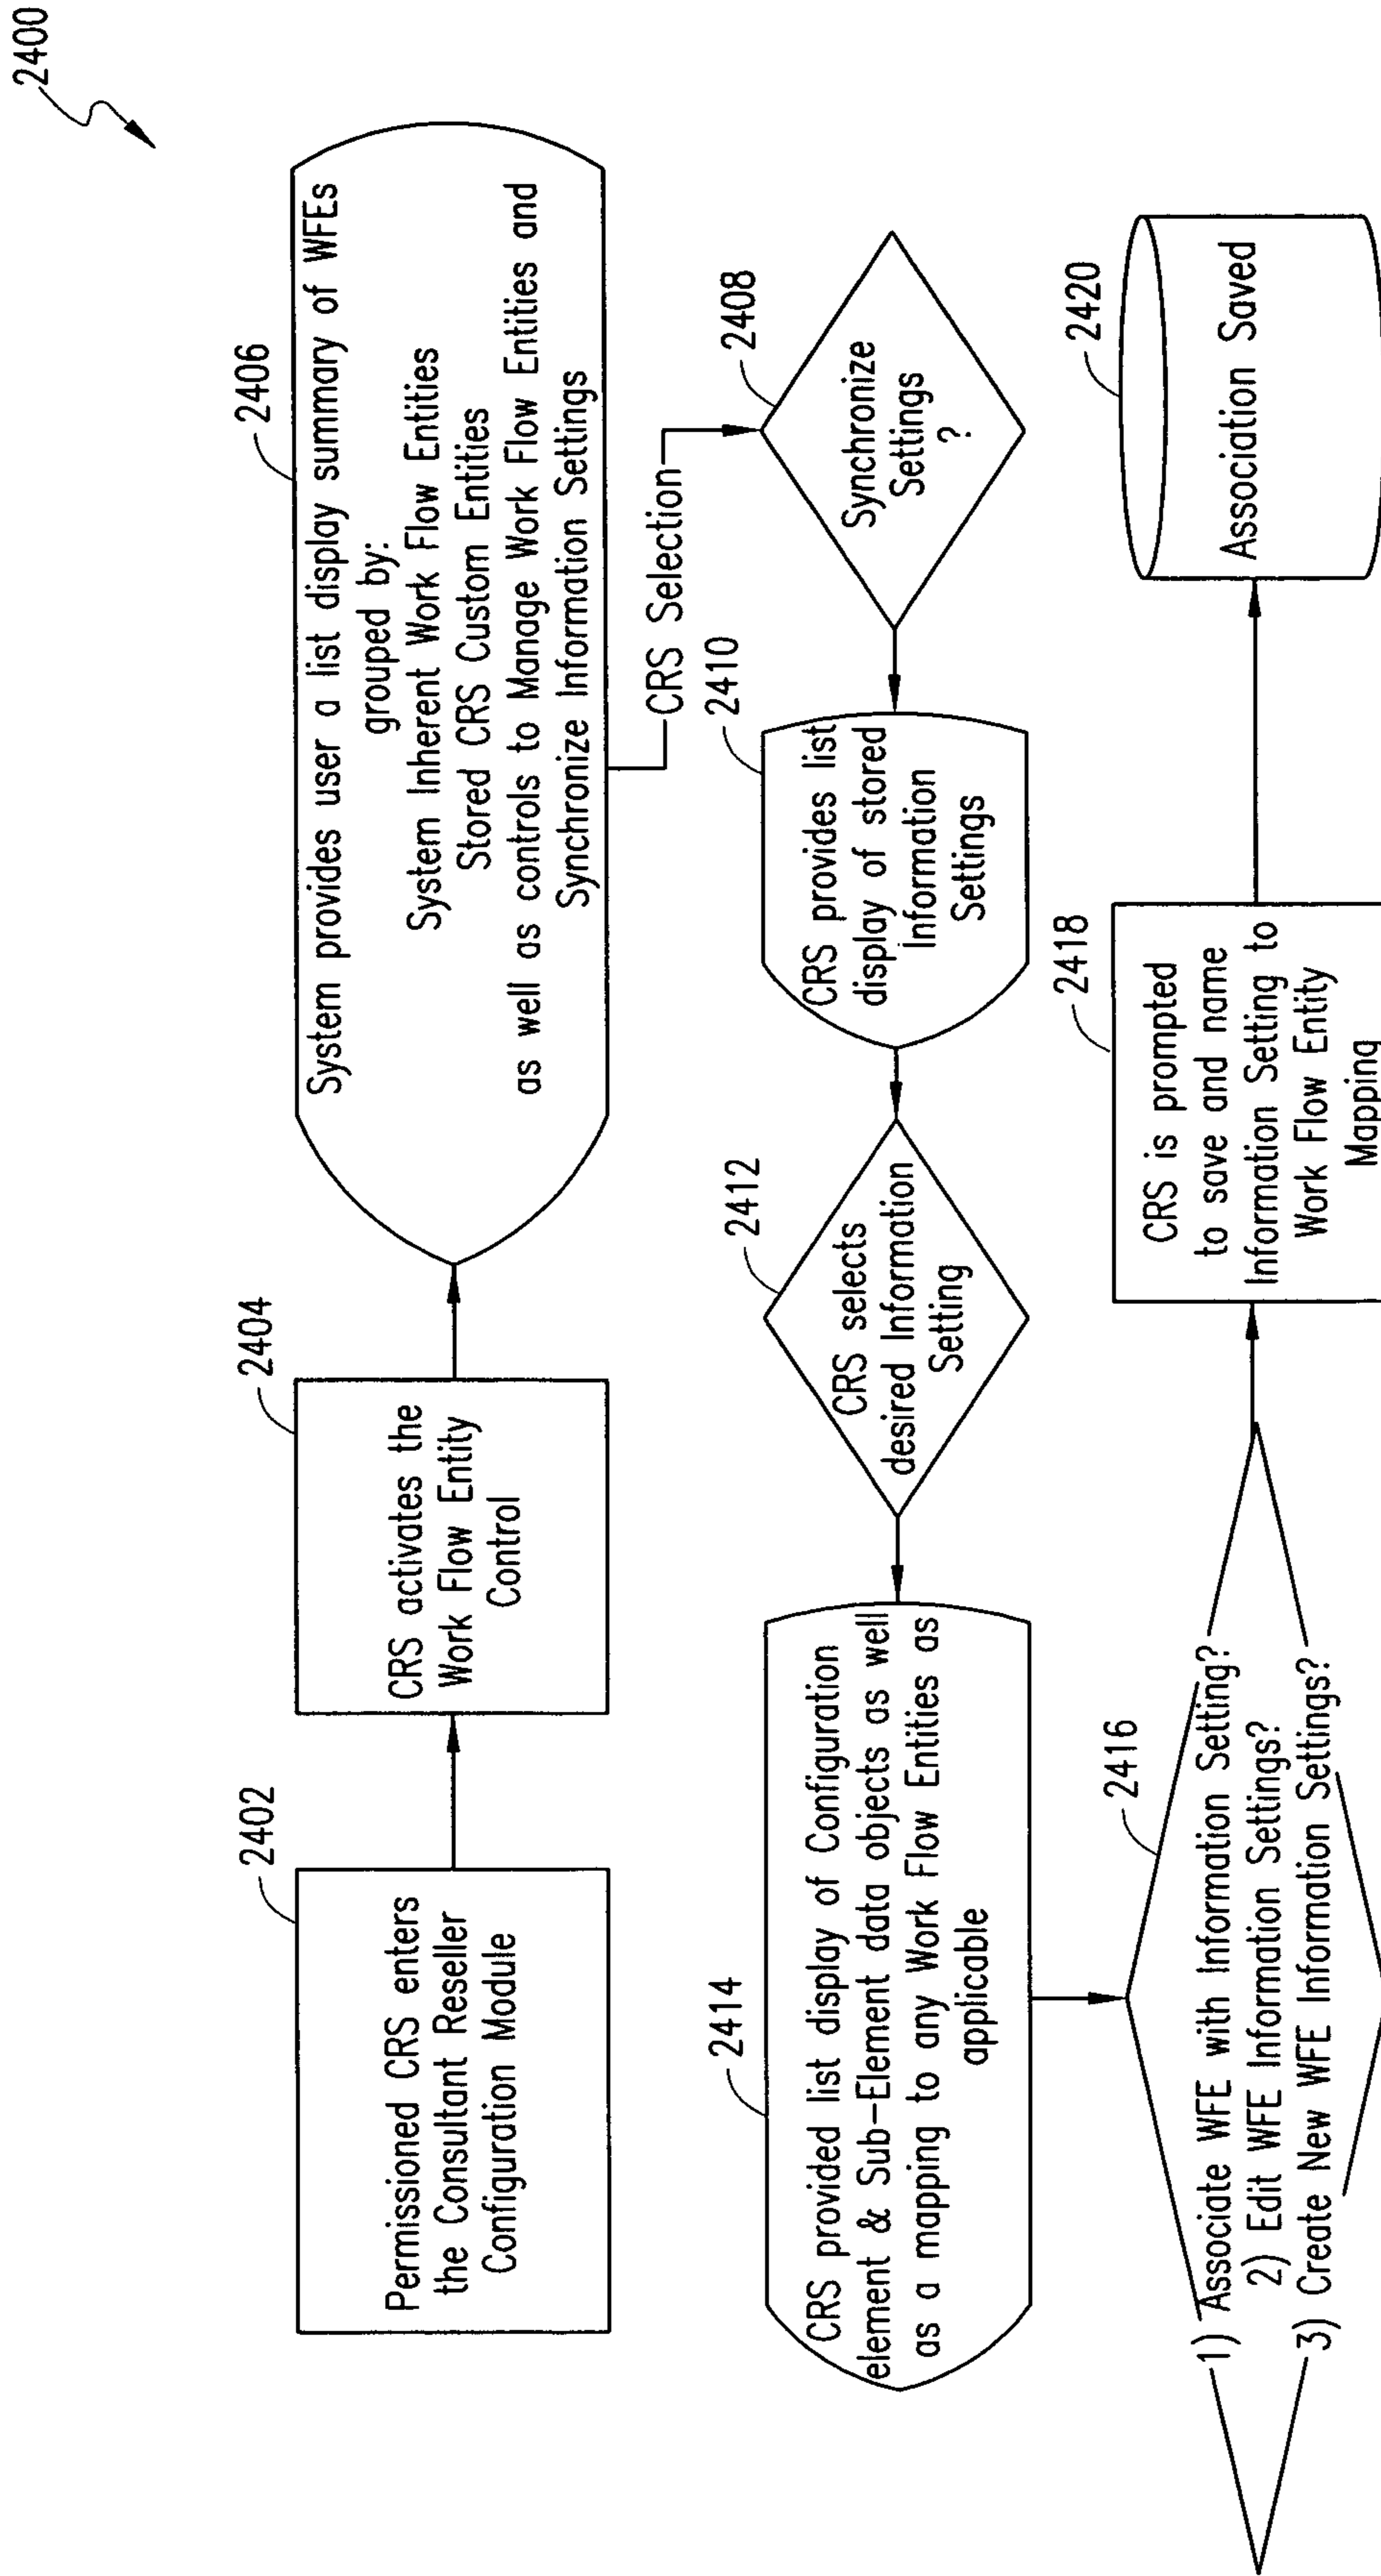 2400
2402
Permissioned CRS enters
the Consultant Reseller
Configuration Module
2404
CRS activates the
Work Flow Entity
Control
2406
System provides user a list display summary of WFEs
grouped by:
System Inherent Work Flow Entities
Stored CRS Custom Entities
as well as controls to Manage Work Flow Entities and
Synchronize Information Settings
CRS Selection
2408
Synchronize
Settings
?
2410
CRS provides list
display of stored
Information
Settings
2412
CRS selects
desired Information
Setting
2414
CRS provided list display of Configuration
element & Sub-Element data objects as well
as a mapping to any Work Flow Entities as
applicable
2416
1) Associate WFE with Information Setting?
2) Edit WFE Information Settings?
3) Create New WFE Information Settings?
2418
CRS is prompted
to save and name
Information Setting to
Work Flow Entity
Mapping
2420
Association Saved